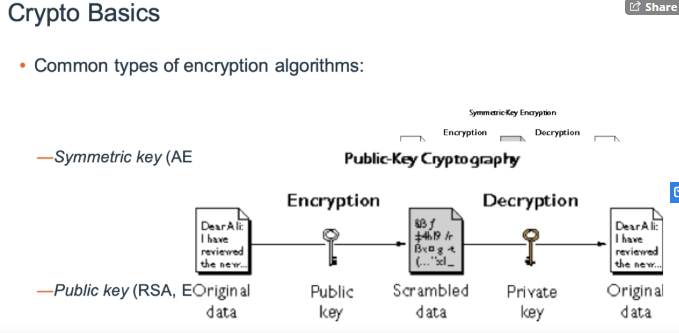 Crypto Basics
Share
• Common types of encryption algorithms:
Symmetric-Key Encryption
Encryption Decryption
—Symmetric key (AE
Public-Key Cryptography
Encryption Decryption
Dear Ali:
I have
reviewed
the new...
Dear Ali:
I have
reviewed
the new...
—Public key (RSA, E
Original data
Public key
Scrambled data
Private key
Original data